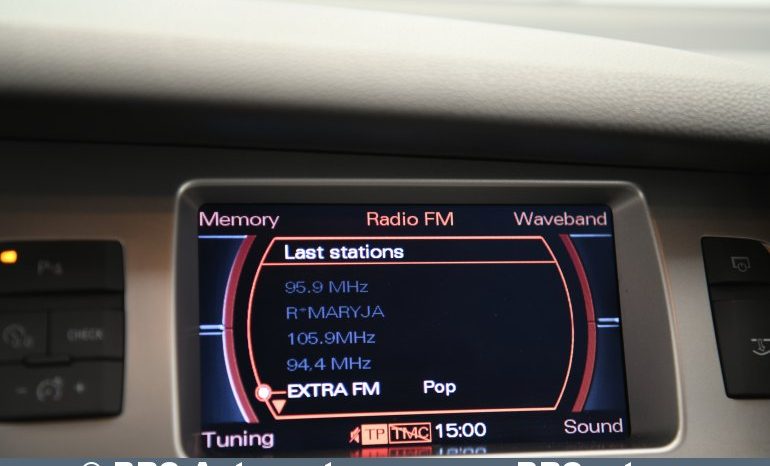 Memory Radio FM Waveband
Last stations
95.9 MHz
R*MARYJA
105.9MHz
94,4 MHz
EXTRA FM Pop
Tuning TP TMC 15:00 Sound
CHECK
- +